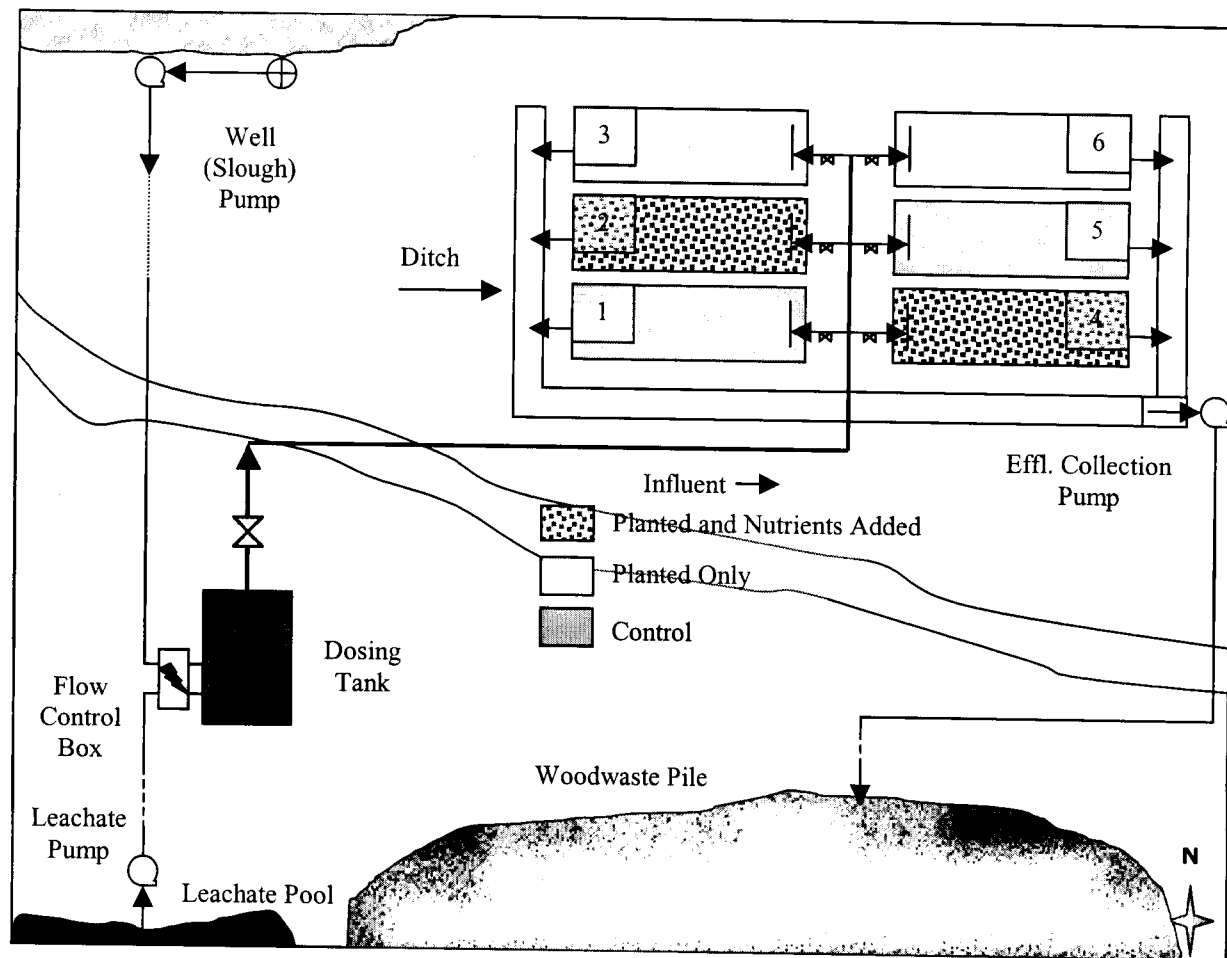 Well
(Slough)
Pump
3
6
2
5
Ditch
1
4
Effl. Collection
Pump
Influent
Planted and Nutrients Added
Planted Only
Control
Dosing
Tank
Flow
Control
Box
Woodwaste Pile
Leachate
Pump
Leachate Pool
N